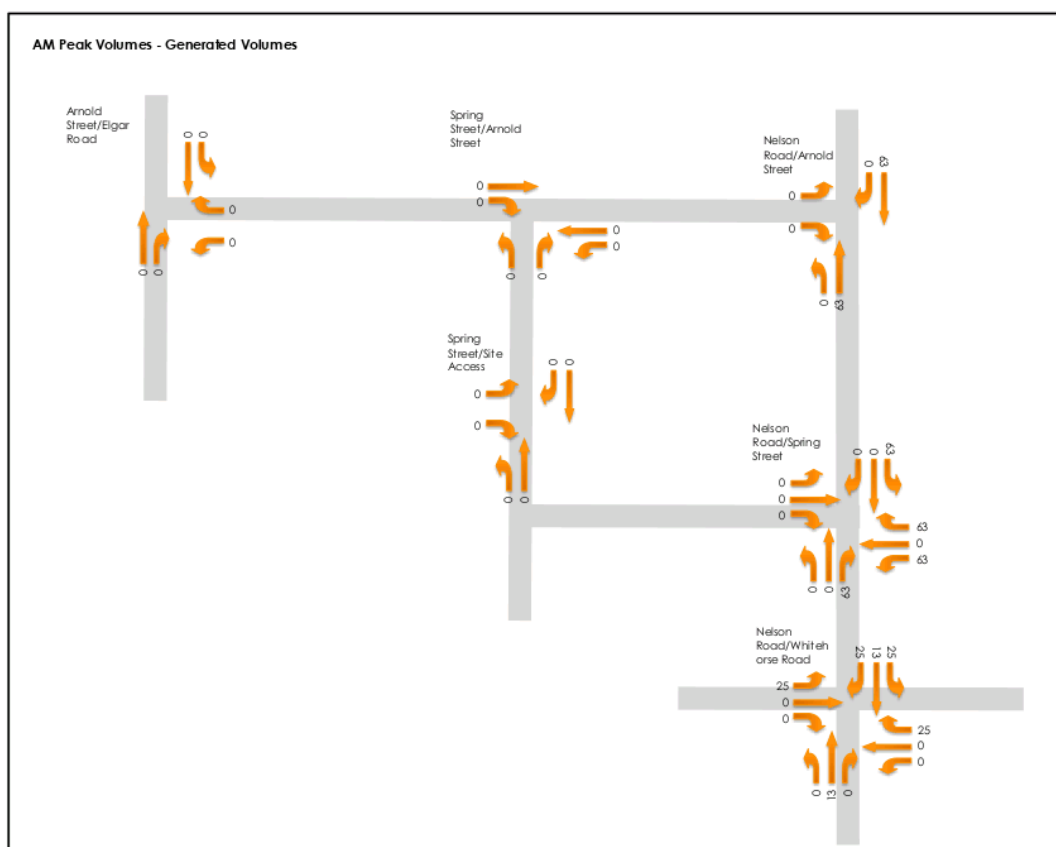 AM Peak Volumes - Generated Volumes
Arnold
Street/Elgar
Road
0 0
0
0
0 0
Spring
Street/Arnold
Street
0
0
0
0
0 0
Nelson
Road/Arnold
Street
0
0
0 63
0 63
Spring
Street/Site
Access
0
0
0 0
0 0
Nelson
Road/Spring
Street
0
0
0
0 0 63
63
0
63
0 0 63
Nelson
Road/Whiteh
orse Road
25
0
0
25 13 25
25
0
0
0 13 0